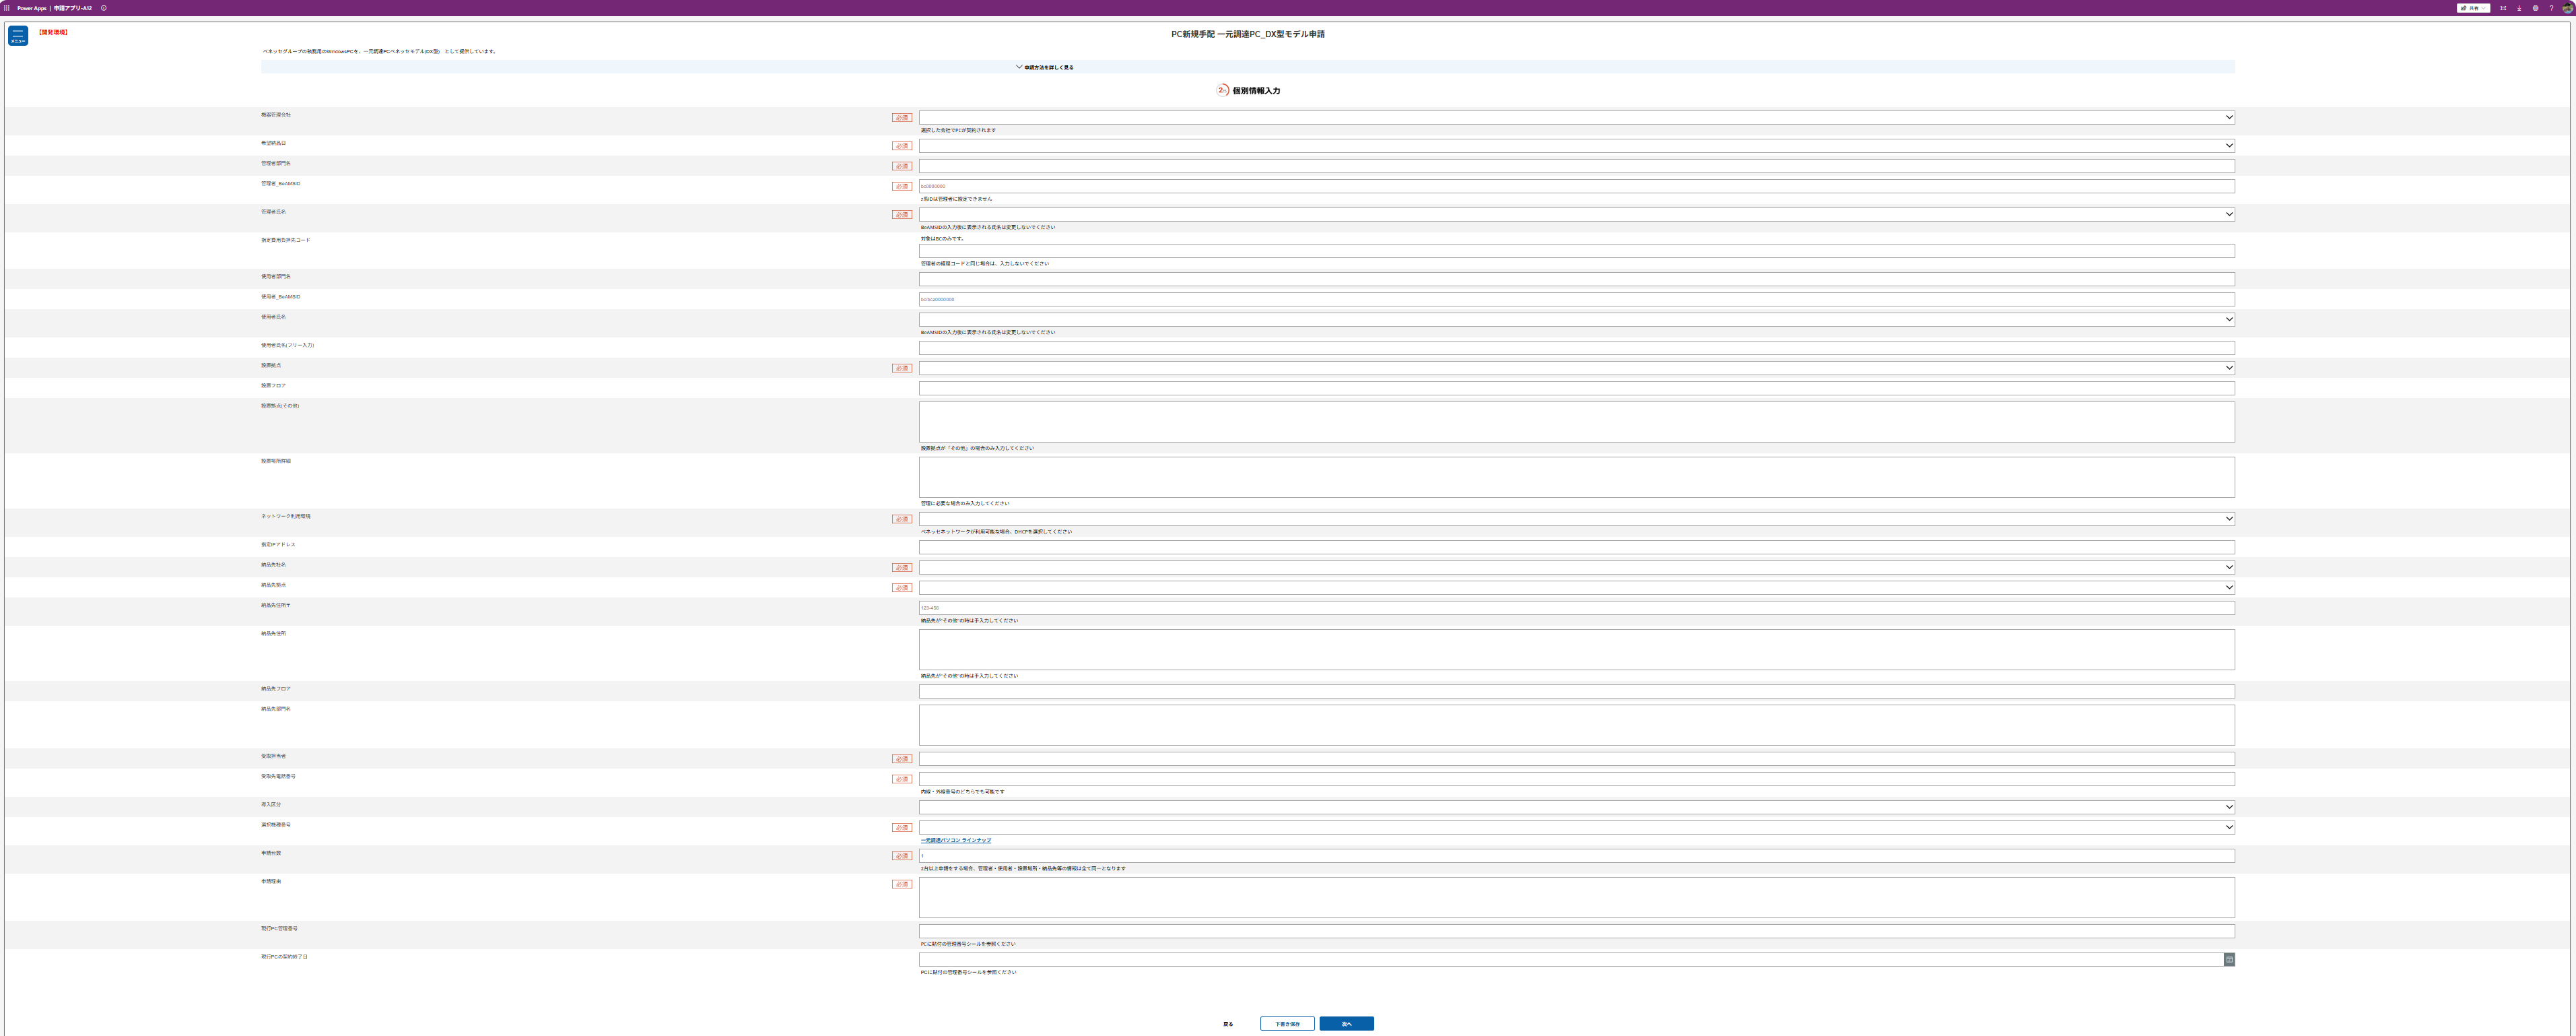 Power Apps | 申請アプリ-A12
共有
メニュー
【開発環境】
PC新規手配 一元調達PC_DX型モデル申請
ベネッセグループの執務用のWindowsPCを、一元調達PCベネッセモデル(DX型) として提供しています。
申請方法を詳しく見る
個別情報入力
機器管理会社
必須
選択した会社でPCが契約されます
希望納品日
必須
管理者部門名
必須
管理者_BeAMSID
必須
bc0000000
z系IDは管理者に設定できません
管理者氏名
必須
BeAMSIDの入力後に表示される氏名は変更しないでください
指定費用負担先コード
対象はBCのみです。
管理者の経理コードと同じ場合は、入力しないでください
使用者部門名
使用者_BeAMSID
bc/bcz0000000
使用者氏名
BeAMSIDの入力後に表示される氏名は変更しないでください
使用者氏名(フリー入力)
設置拠点
必須
設置フロア
設置拠点(その他)
設置拠点が「その他」の場合のみ入力してください
設置場所詳細
管理に必要な場合のみ入力してください
ネットワーク利用環境
必須
ベネッセネットワークが利用可能な場合、DHCPを選択してください
指定IPアドレス
納品先社名
必須
納品先拠点
必須
納品先住所〒
123-456
納品先が"その他"の時は手入力してください
納品先住所
納品先が"その他"の時は手入力してください
納品先フロア
納品先部門名
受取担当者
必須
受取先電話番号
必須
内線・外線番号のどちらでも可能です
導入区分
選択機種番号
必須
一元調達パソコン ラインナップ
申請台数
必須
1
2台以上申請をする場合、管理者・使用者・設置場所・納品先等の情報は全て同一となります
申請理由
必須
現行PC管理番号
PCに貼付の管理番号シールを参照ください
現行PCの契約終了日
PCに貼付の管理番号シールを参照ください
戻る
下書き保存
次へ